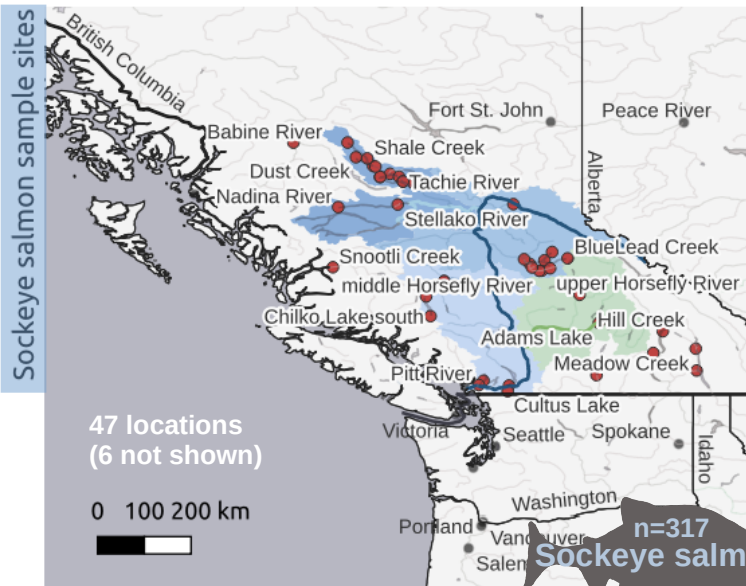 Sockeye salmon sample sites
British Columbia
Fort St. John
Peace River
Babine River
Shale Creek
Dust Creek
Tachie River
Alberta
Nadina River
Stellako River
BlueLead Creek
Snootli Creek
middle Horsefly River
upper Horsefly River
Chilko Lake south
Hill Creek
Adams Lake
Meadow Creek
Pitt River
Cultus Lake
47 locations
(6 not shown)
Victoria
Seattle
Spokane
Idaho
0 100 200 km
Washington
Portland
Vancouver
n=317
Salem
Sockeye salm